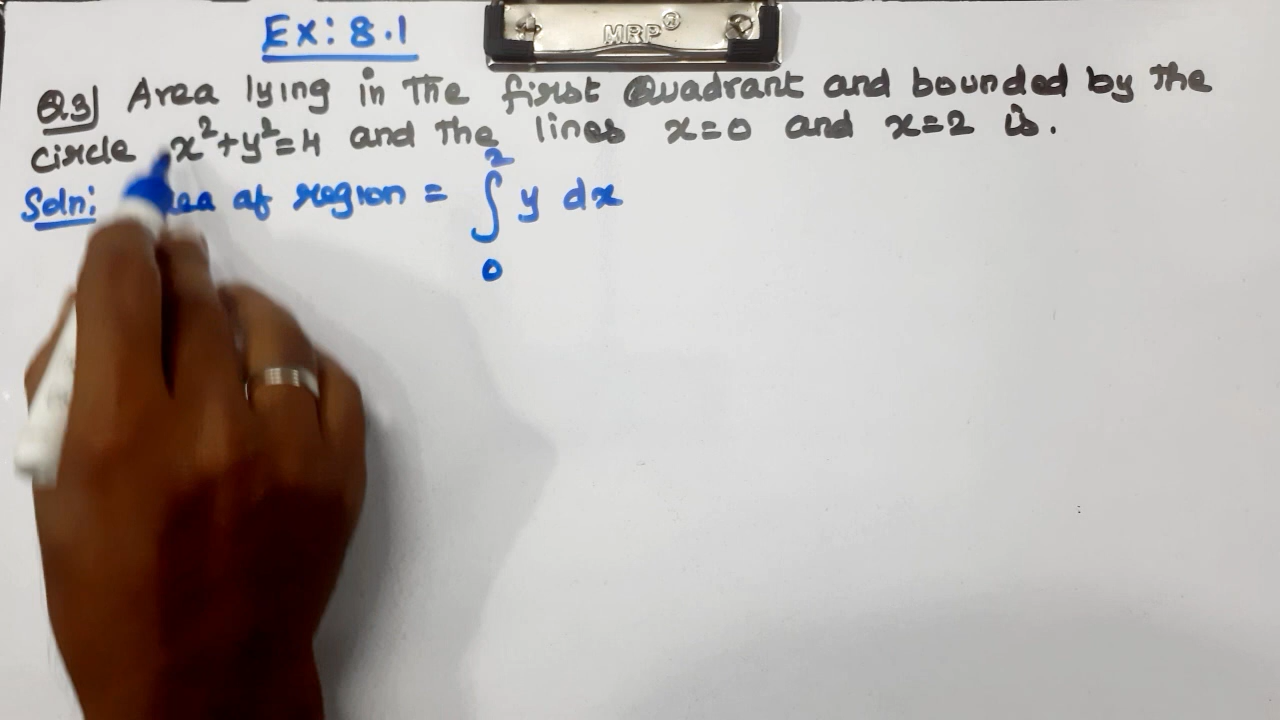 MRP®
Ex: 8.1
Q.3) Area lying in the first Quadrant and bounded by the
circle x²+y²=4 and the lines x=0 and x=2 is.
Soln: of region = ∫₀² y dx